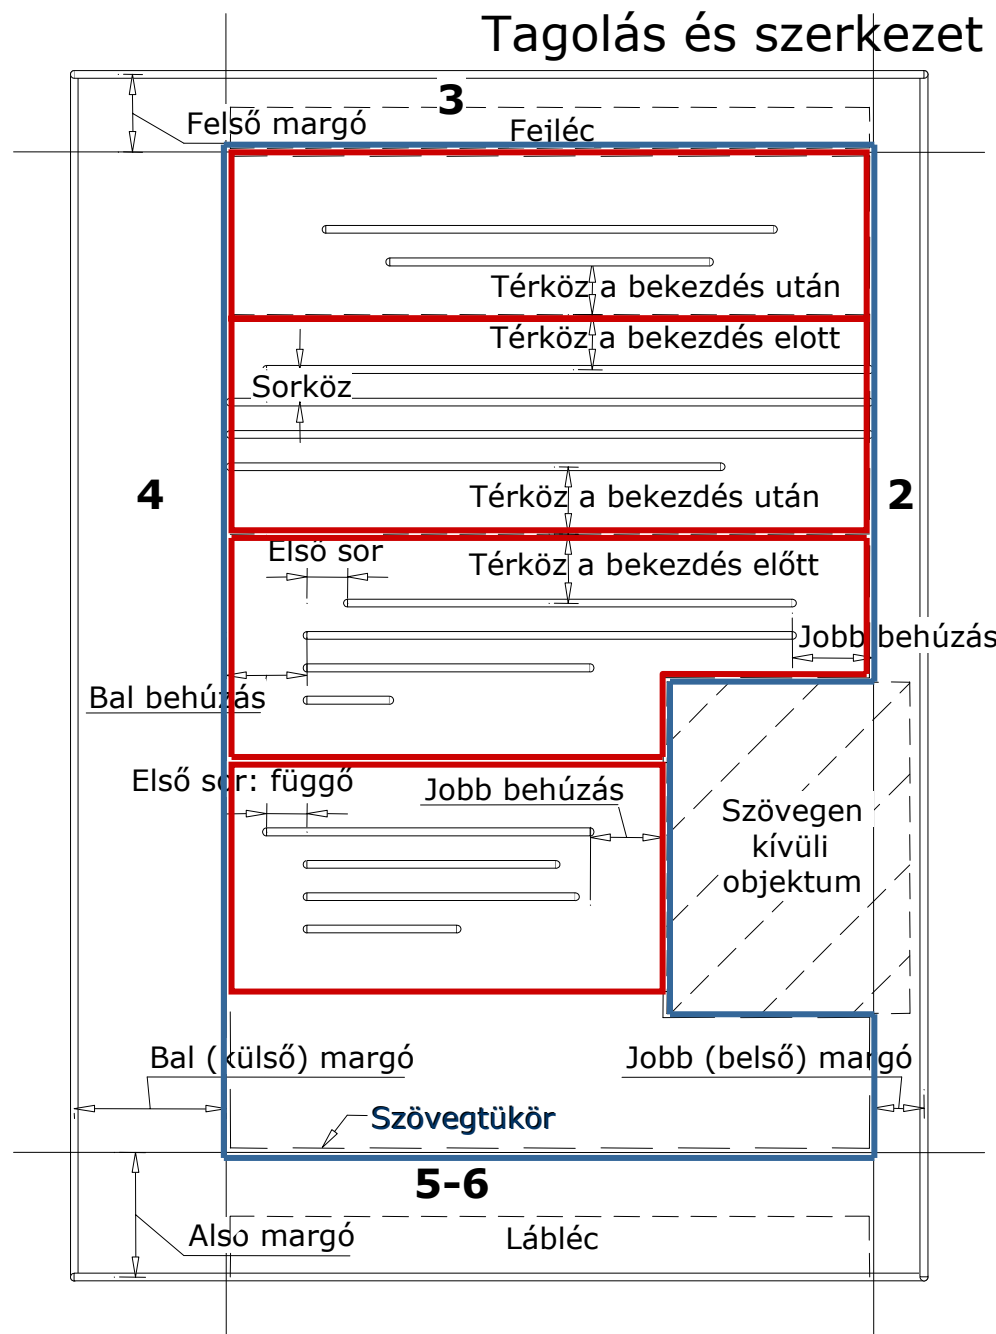 Tagolás és szerkezet
3
Felső margó
Fejléc
Térköz a bekezdés után
Térköz a bekezdés elott
Sorköz
4
2
Térköz a bekezdés után
Első sor
Térköz a bekezdés előtt
Jobb behúzás
Bal behúzás
Első sor: függő
Jobb behúzás
Szövegen
kívüli
objektum
Bal (külső) margó
Jobb (belső) margó
Szövegtükör
5-6
Also margó
Lábléc